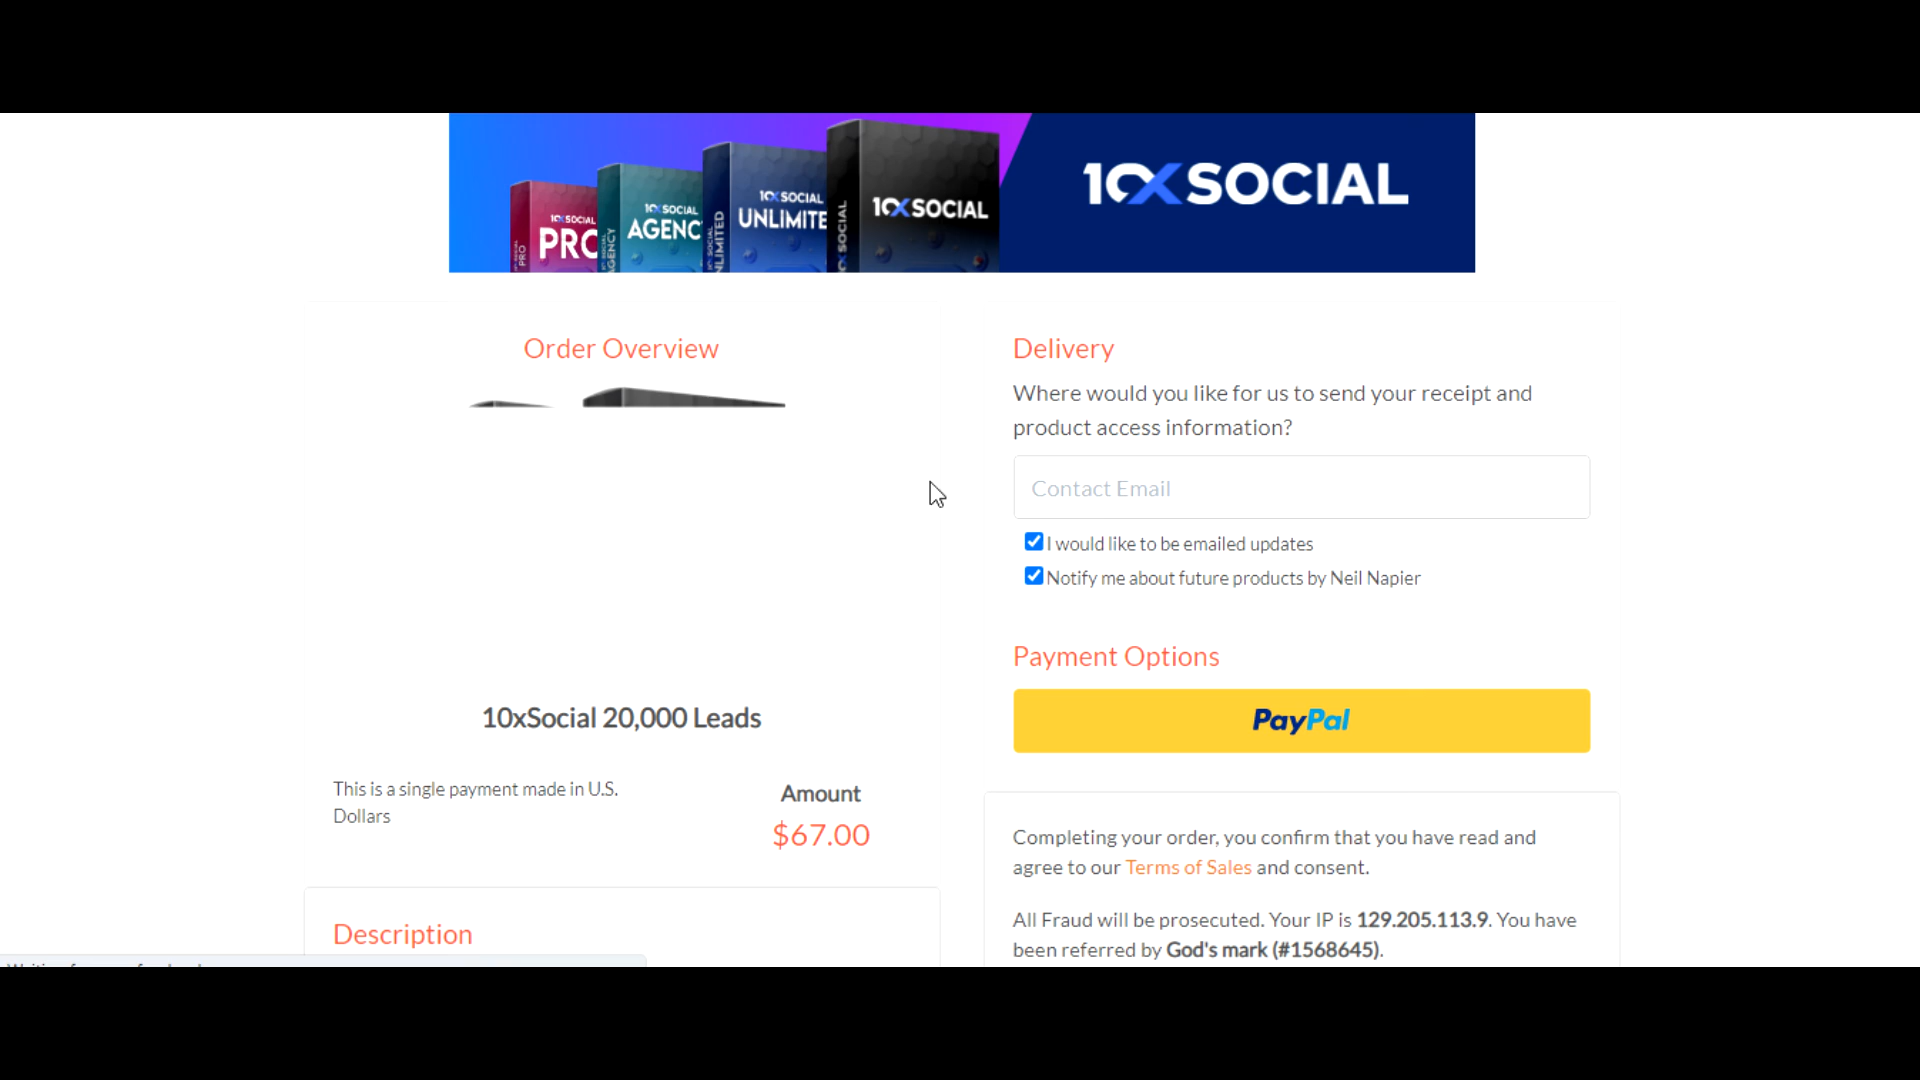 10XSOCIAL
PRO
10XSOCIAL
AGENC
10XSOCIAL
UNLIMITE
10XSOCIAL
10XSOCIAL
Order Overview
10xSocial 20,000 Leads
This is a single payment made in U.S.
Dollars
Amount
$67.00
Description
Delivery
Where would you like for us to send your receipt and
product access information?
Contact Email
I would like to be emailed updates
Notify me about future products by Neil Napier
Payment Options
PayPal
Completing your order, you confirm that you have read and
agree to our Terms of Sales and consent.
All Fraud will be prosecuted. Your IP is 129.205.113.9. You have
been referred by God's mark (#1568645).